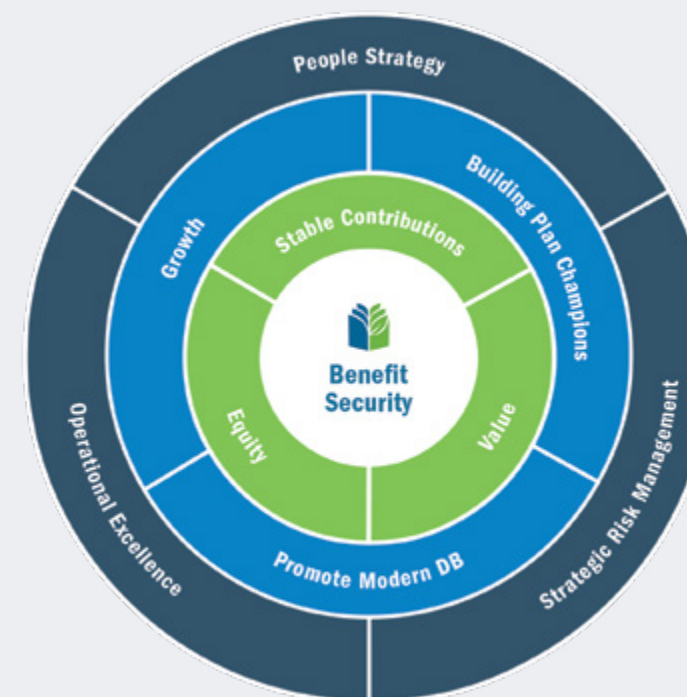 People Strategy
Building Plan Champions
Growth
Stable Contributions
Benefit
Security
Equity
Value
Operational Excellence
Promote Modern DB
Strategic Risk Management